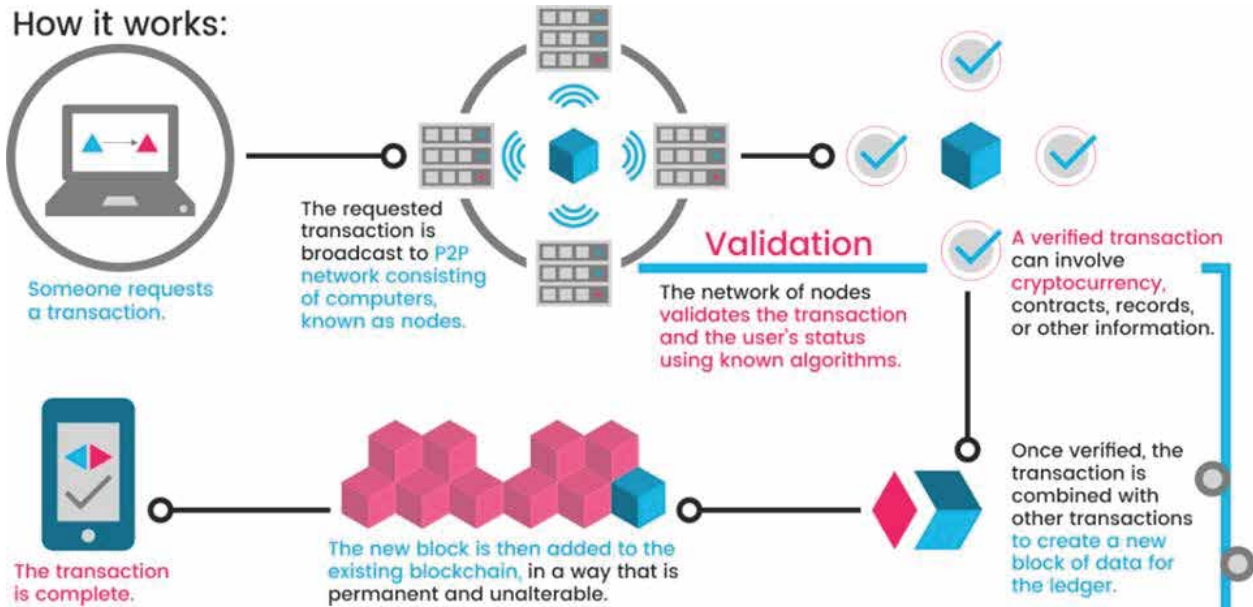 How it works:
Someone requests
a transaction.
The requested
transaction is
broadcast to P2P
network consisting
of computers,
known as nodes.
Validation
The network of nodes
validates the transaction
and the user's status
using known algorithms.
A verified transaction
can involve
cryptocurrency,
contracts, records,
or other information.
Once verified, the
transaction is
combined with
other transactions
to create a new
block of data for
the ledger.
The new block is then added to the
existing blockchain, in a way that is
permanent and unalterable.
The transaction
is complete.